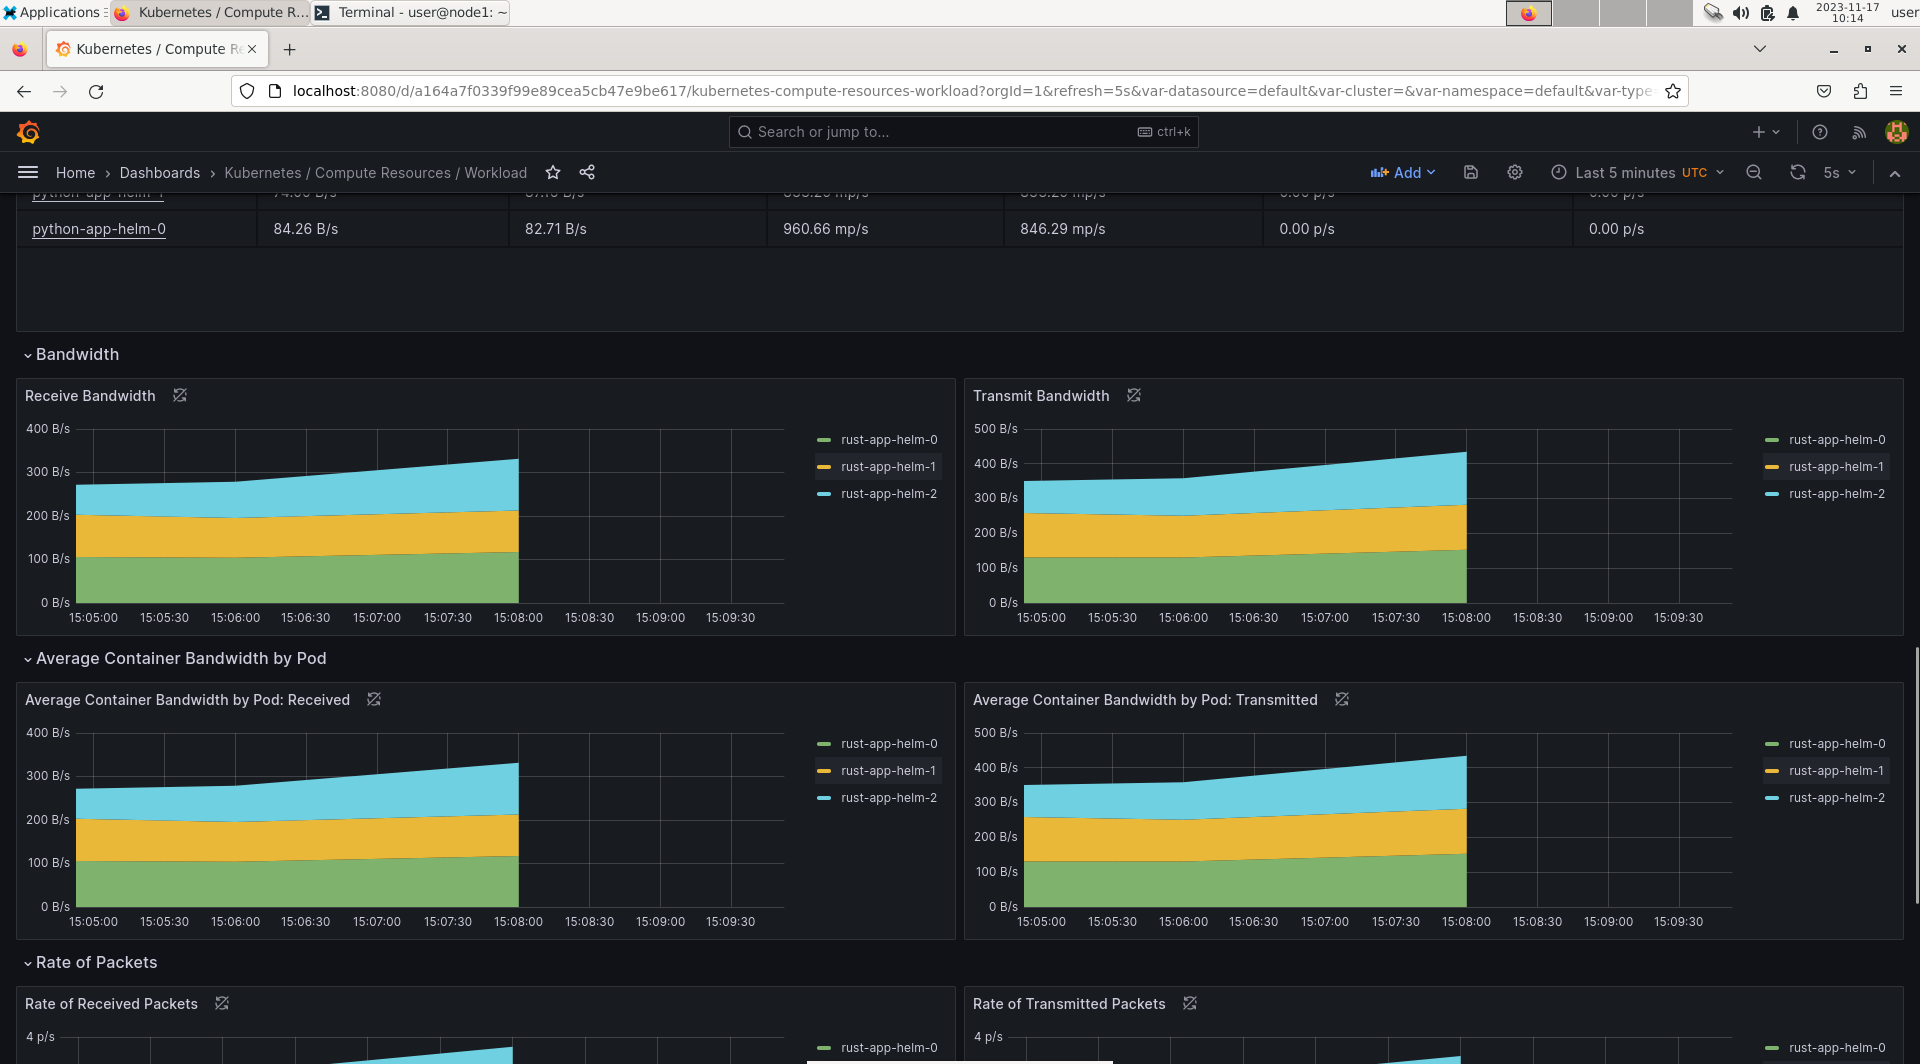 Applications
Kubernetes / Compute R...
Terminal - user@node1: ~
2023-11-17
10:14
user
Kubernetes / Compute Re
localhost:8080/d/a164a7f0339f99e89cea5cb47e9be617/kubernetes-compute-resources-workload?orgId=1&refresh=5s&var-datasource=default&var-cluster=&var-namespace=default&var-type=
Search or jump to...
ctrl+k
Home
Dashboards
Kubernetes / Compute Resources / Workload
Add
Last 5 minutes UTC
5s
python-app-helm-0 84.26 B/s 82.71 B/s 960.66 mp/s 846.29 mp/s 0.00 p/s 0.00 p/s
Bandwidth
Receive Bandwidth
400 B/s
300 B/s
200 B/s
100 B/s
0 B/s
15:05:00 15:05:30 15:06:00 15:06:30 15:07:00 15:07:30 15:08:00 15:08:30 15:09:00 15:09:30
rust-app-helm-0
rust-app-helm-1
rust-app-helm-2
Transmit Bandwidth
500 B/s
400 B/s
300 B/s
200 B/s
100 B/s
0 B/s
15:05:00 15:05:30 15:06:00 15:06:30 15:07:00 15:07:30 15:08:00 15:08:30 15:09:00 15:09:30
rust-app-helm-0
rust-app-helm-1
rust-app-helm-2
Average Container Bandwidth by Pod
Average Container Bandwidth by Pod: Received
400 B/s
300 B/s
200 B/s
100 B/s
0 B/s
15:05:00 15:05:30 15:06:00 15:06:30 15:07:00 15:07:30 15:08:00 15:08:30 15:09:00 15:09:30
rust-app-helm-0
rust-app-helm-1
rust-app-helm-2
Average Container Bandwidth by Pod: Transmitted
500 B/s
400 B/s
300 B/s
200 B/s
100 B/s
0 B/s
15:05:00 15:05:30 15:06:00 15:06:30 15:07:00 15:07:30 15:08:00 15:08:30 15:09:00 15:09:30
rust-app-helm-0
rust-app-helm-1
rust-app-helm-2
Rate of Packets
Rate of Received Packets
4 p/s
rust-app-helm-0
Rate of Transmitted Packets
4 p/s
rust-app-helm-0